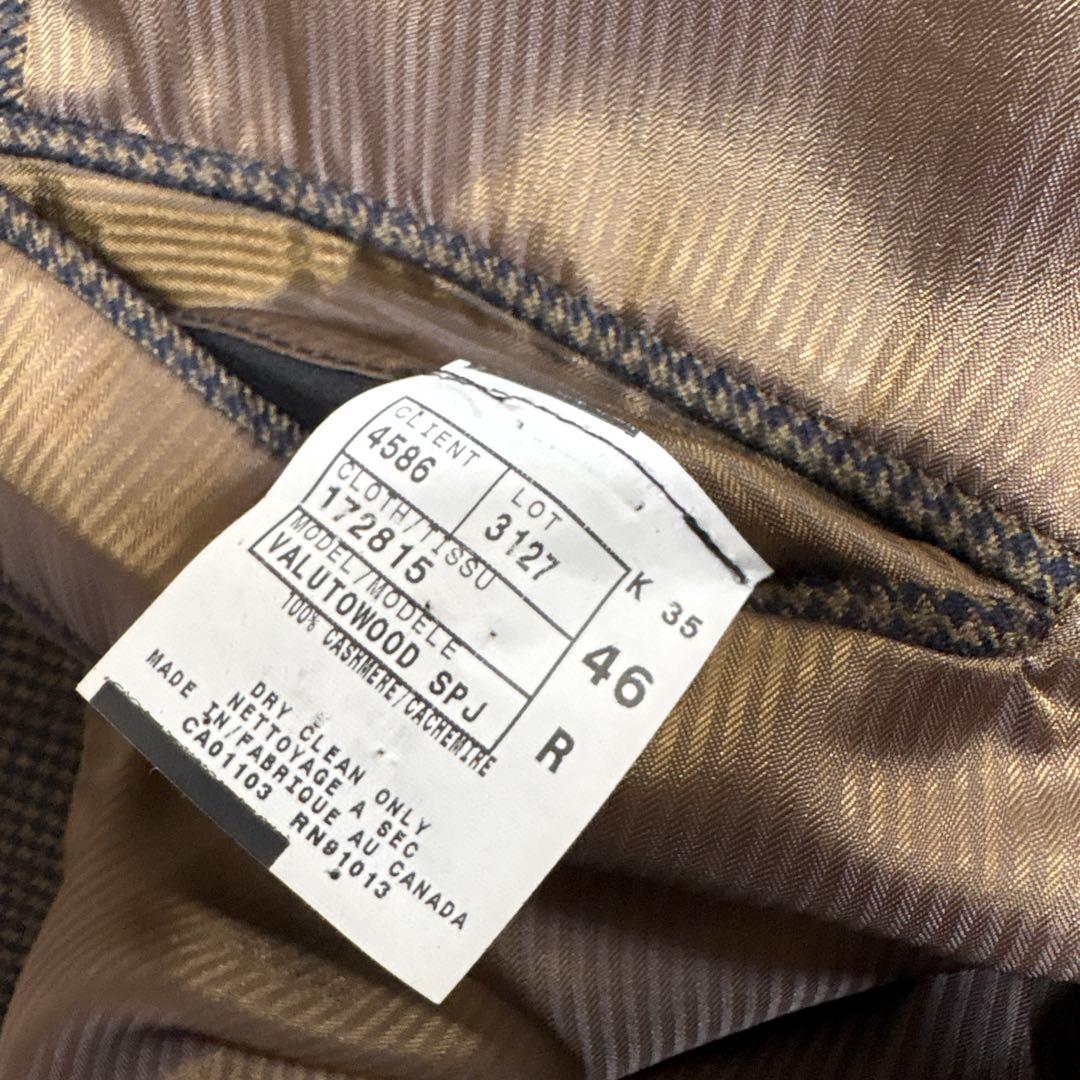 CLIENT
4586
LOT
3127
CLOTH/TISSU
172815
MODEL/MODELE
VALUTOWOOD SPJ
K 35
46
R
100% CASHMERE/CACHEMIRE
DRY CLEAN ONLY
NETTOYAGE A SEC
MADE IN/FABRIQUE AU CANADA
CA01103 RN91013